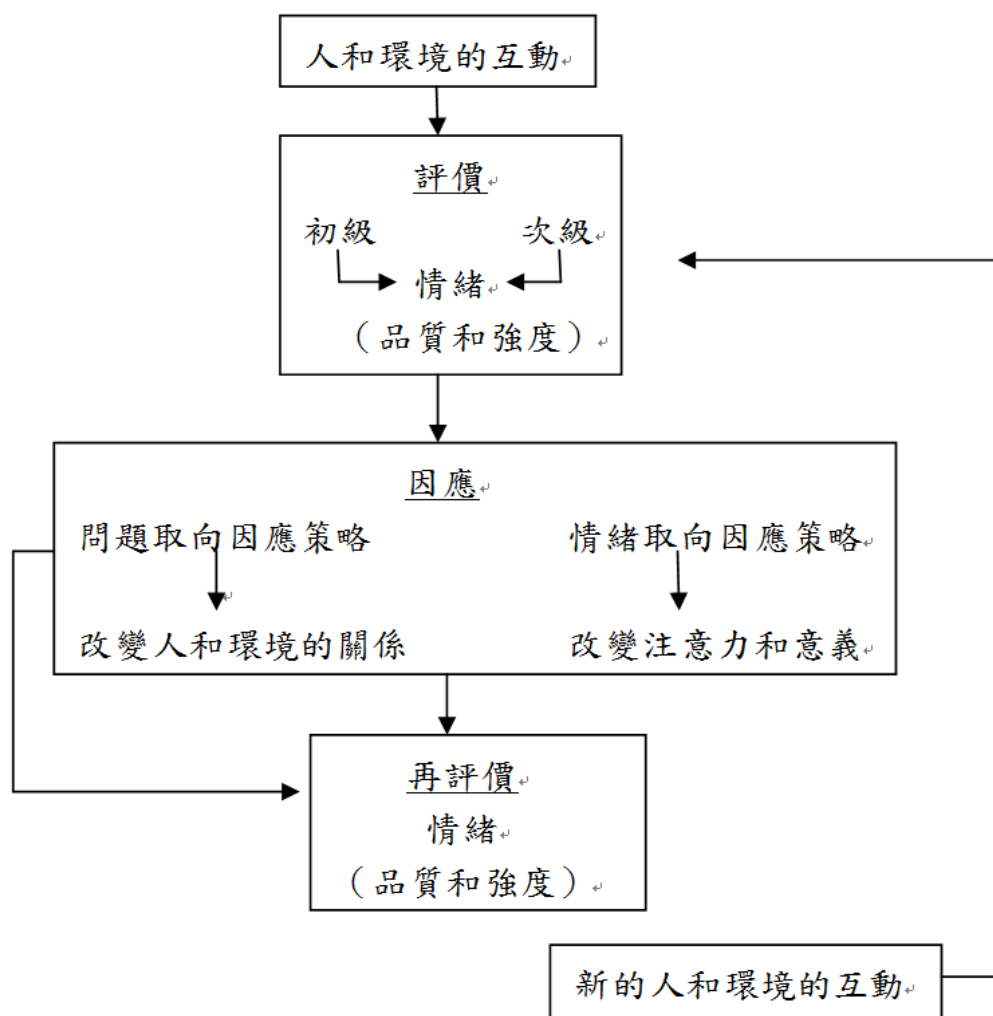 人和環境的互動
評價
初級 次級
情緒
（品質和強度）
因應
問題取向因應策略 情緒取向因應策略
改變人和環境的關係 改變注意力和意義
再評價
情緒
（品質和強度）
新的人和環境的互動